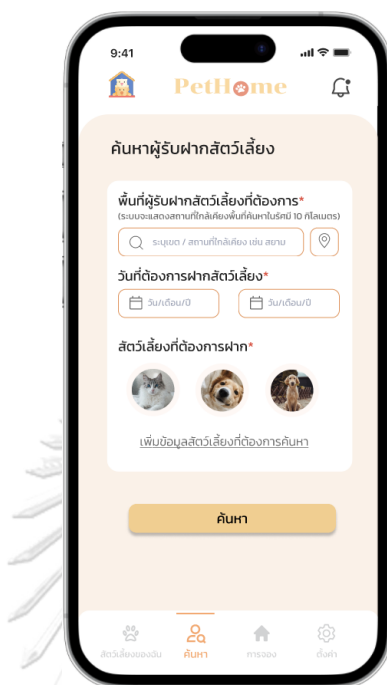 9:41
PetHome
ค้นหาผู้รับฝากสัตว์เลี้ยง
พื้นที่ผู้รับฝากสัตว์เลี้ยงที่ต้องการ*
(ระบบจะแสดงสถานที่ใกล้เคียงพื้นที่ค้นหาในรัศมี 10 กิโลเมตร)
ระบุเขต / สถานที่ใกล้เคียง เช่น สยาม
วันที่ต้องการฝากสัตว์เลี้ยง*
วัน/เดือน/ปี วัน/เดือน/ปี
สัตว์เลี้ยงที่ต้องการฝาก*
เพิ่มข้อมูลสัตว์เลี้ยงที่ต้องการค้นหา
ค้นหา
สัตว์เลี้ยงของฉัน ค้นหา การจอง ตั้งค่า